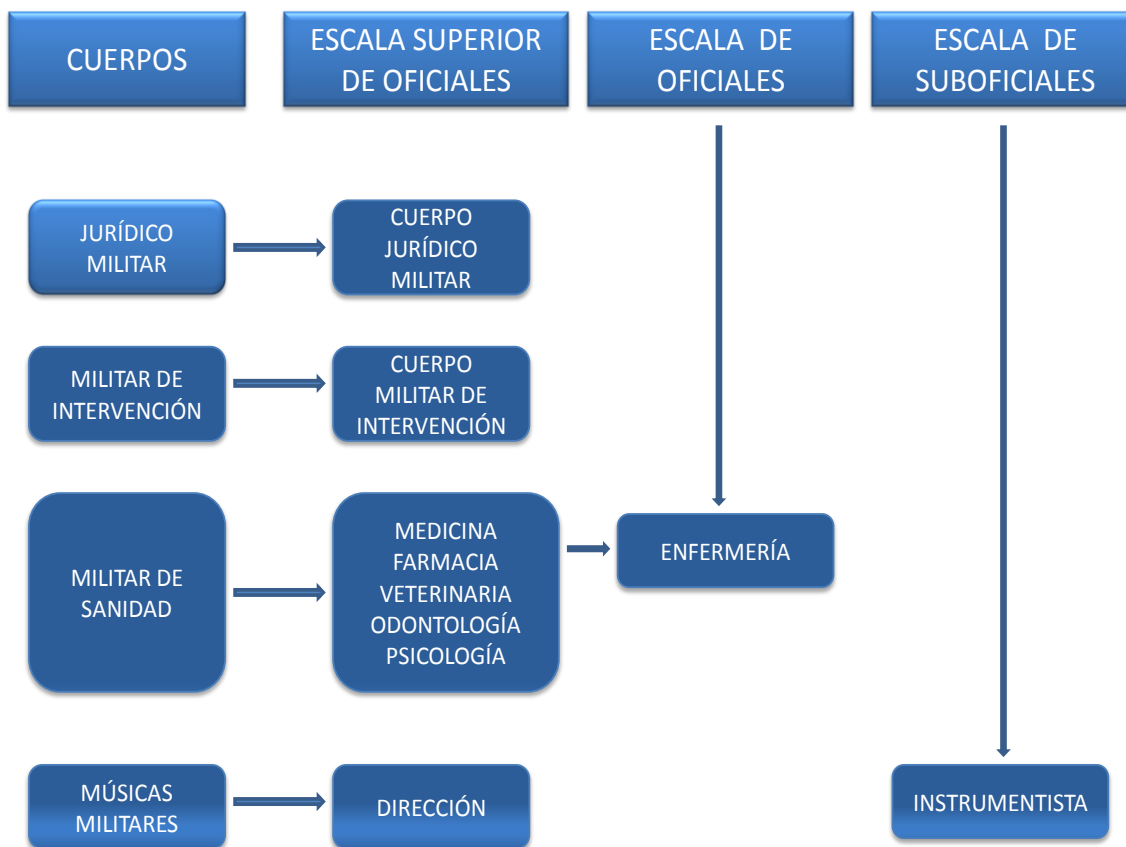 CUERPOS
ESCALA SUPERIOR
DE OFICIALES
ESCALA DE
OFICIALES
ESCALA DE
SUBOFICIALES
JURÍDICO
MILITAR
CUERPO
JURÍDICO
MILITAR
MILITAR DE
INTERVENCIÓN
CUERPO
MILITAR DE
INTERVENCIÓN
MILITAR DE
SANIDAD
MEDICINA
FARMACIA
VETERINARIA
ODONTOLOGÍA
PSICOLOGÍA
ENFERMERÍA
MÚSICAS
MILITARES
DIRECCIÓN
INSTRUMENTISTA